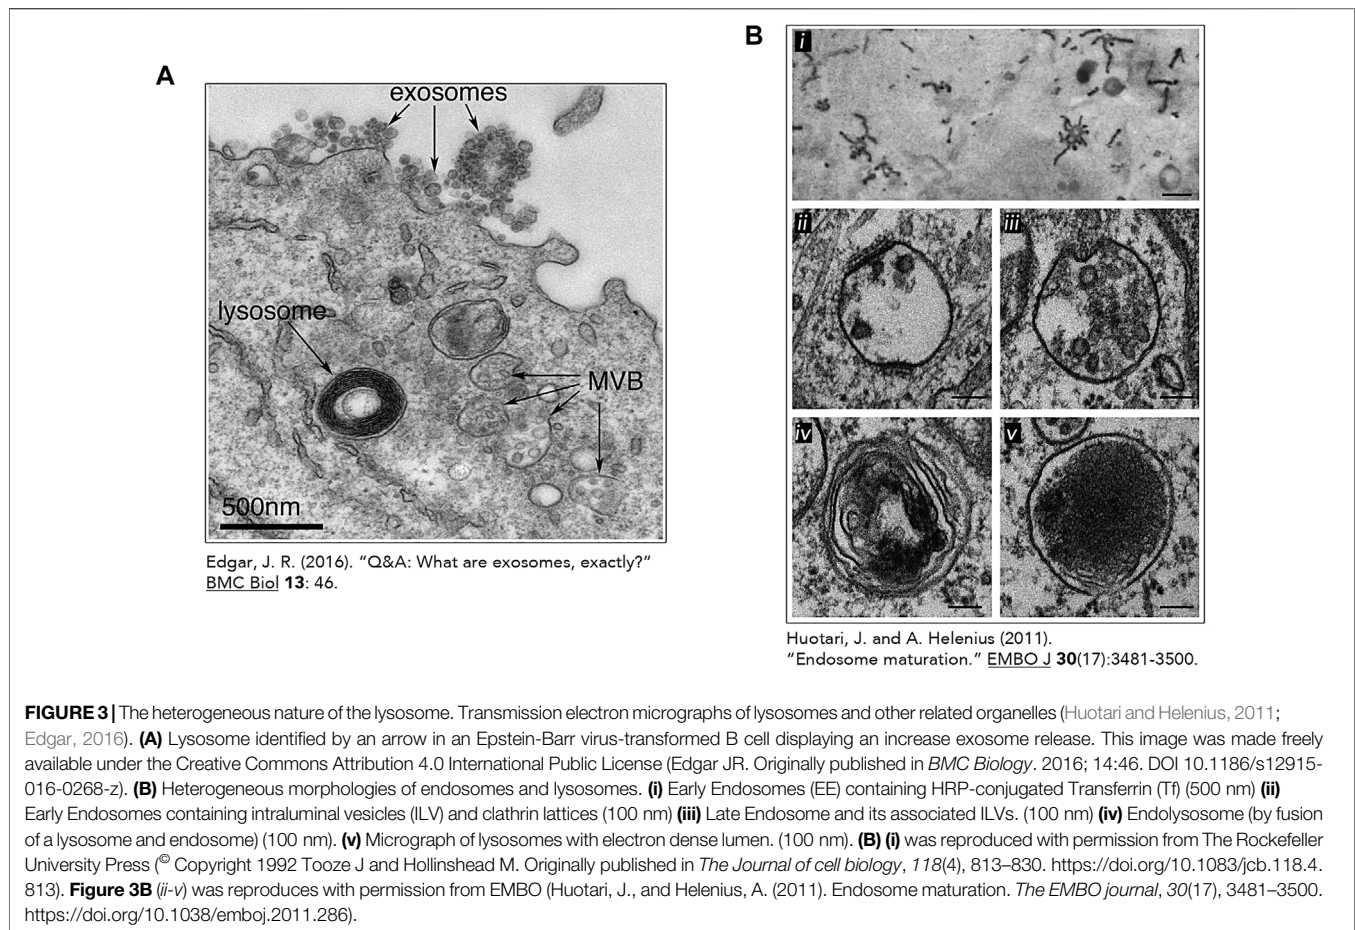 A
exosomes
lysosome
MVB
500nm
Edgar, J. R. (2016). “Q&A: What are exosomes, exactly?”
BMC Biol 13: 46.
B
i
ii
iii
iv
v
Huotari, J. and A. Helenius (2011).
“Endosome maturation.” EMBO J 30(17):3481-3500.
FIGURE 3 | The heterogeneous nature of the lysosome. Transmission electron micrographs of lysosomes and other related organelles (Huotari and Helenius, 2011;
Edgar, 2016). (A) Lysosome identified by an arrow in an Epstein-Barr virus-transformed B cell displaying an increase exosome release. This image was made freely
available under the Creative Commons Attribution 4.0 International Public License (Edgar JR. Originally published in BMC Biology. 2016; 14:46. DOI 10.1186/s12915-
016-0268-z). (B) Heterogeneous morphologies of endosomes and lysosomes. (i) Early Endosomes (EE) containing HRP-conjugated Transferrin (Tf) (500 nm) (ii)
Early Endosomes containing intraluminal vesicles (ILV) and clathrin lattices (100 nm) (iii) Late Endosome and its associated ILVs. (100 nm) (iv) Endolysosome (by fusion
of a lysosome and endosome) (100 nm). (v) Micrograph of lysosomes with electron dense lumen. (100 nm). (B) (i) was reproduced with permission from The Rockefeller
University Press (© Copyright 1992 Tooze J and Hollinshead M. Originally published in The Journal of cell biology, 118(4), 813–830. https://doi.org/10.1083/jcb.118.4.
813). Figure 3B (ii-v) was reproduces with permission from EMBO (Huotari, J., and Helenius, A. (2011). Endosome maturation. The EMBO journal, 30(17), 3481–3500.
https://doi.org/10.1038/emboj.2011.286).